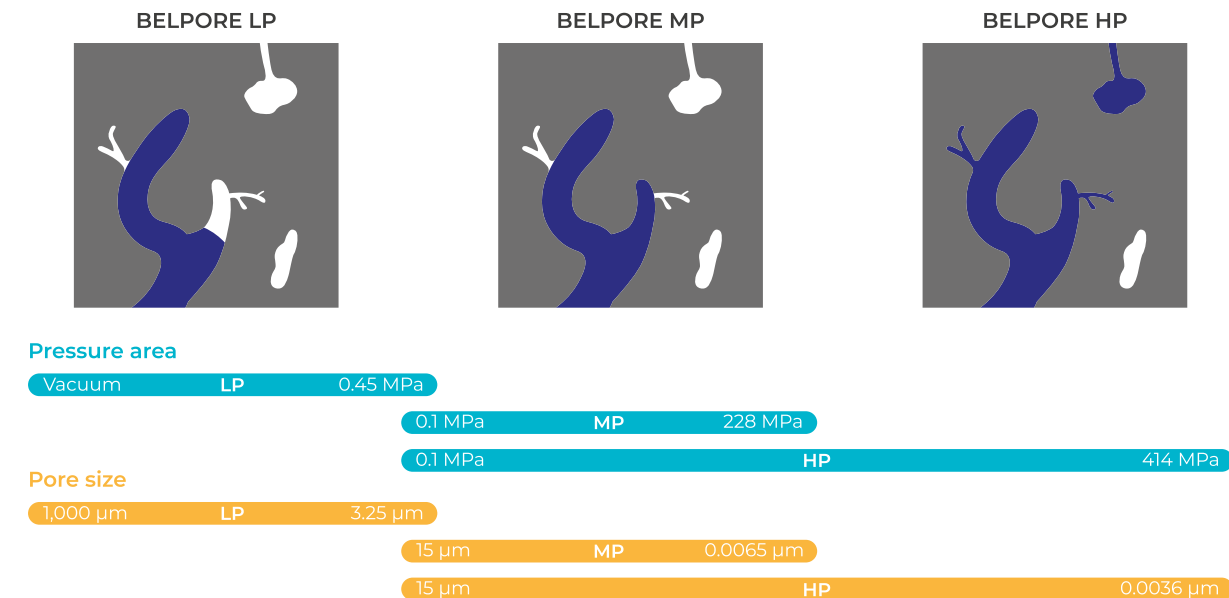 BELPORE LP BELPORE MP BELPORE HP
Pressure area
Vacuum LP 0.45 MPa
0.1 MPa MP 228 MPa
0.1 MPa HP 414 MPa
Pore size
1,000 µm LP 3.25 µm
15 µm MP 0.0065 µm
15 µm HP 0.0036 µm